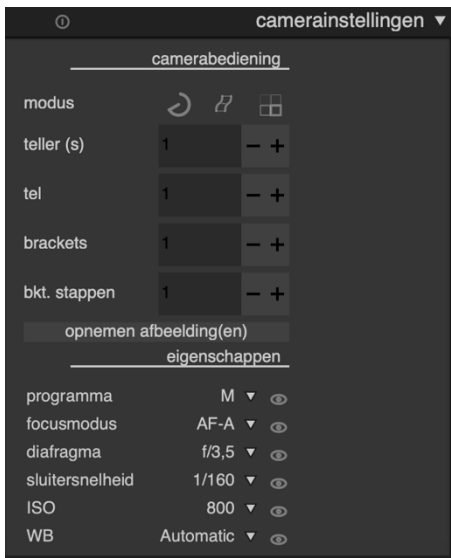 camerainstellingen
camerabediening
modus
teller (s) 1
tel 1
brackets 1
bkt. stappen 1
opnemen afbeelding(en)
eigenschappen
programma M
focusmodus AF-A
diafragma f/3,5
sluitersnelheid 1/160
ISO 800
WB Automatic